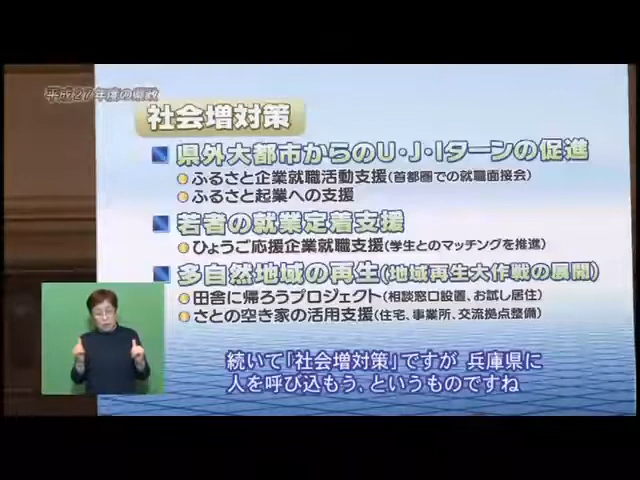 平成27年度の県政
社会増対策
県外大都市からのU・J・Iターンの促進
ふるさと企業就職活動支援(首都圏での就職面接会)
ふるさと起業への支援
若者の就業定着支援
ひょうご応援企業就職支援(学生とのマッチングを推進)
多自然地域の再生(地域再生大作戦の展開)
田舎に帰ろうプロジェクト(相談窓口設置、お試し居住)
さとの空き家の活用支援(住宅、事業所、交流拠点整備)
続いて「社会増対策」ですが 兵庫県に
人を呼び込もう、というものですね